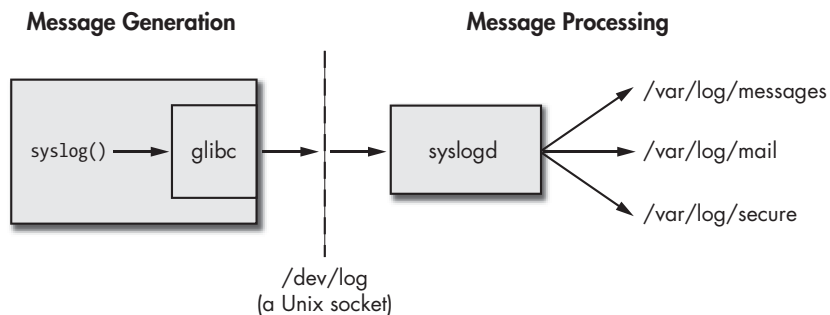 Message Generation
Message Processing
syslog()
glibc
syslogd
/var/log/messages
/var/log/mail
/var/log/secure
/dev/log
(a Unix socket)